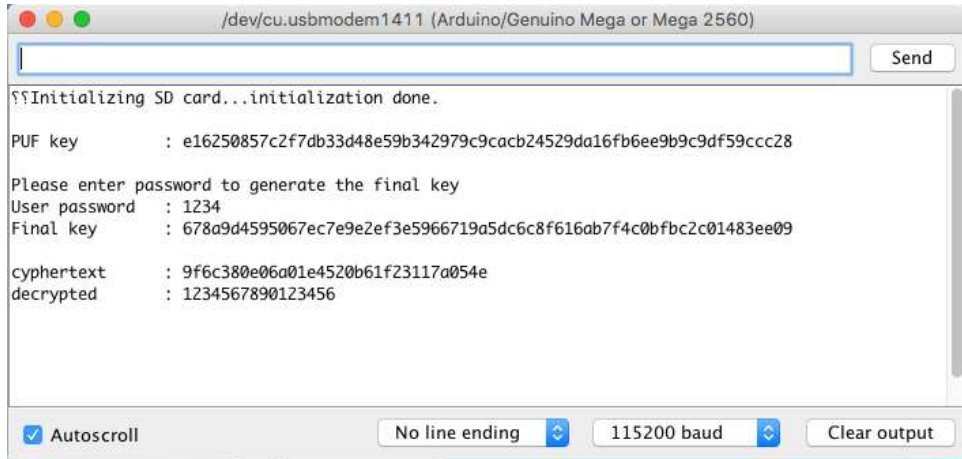 /dev/cu.usbmodem1411 (Arduino/Genuino Mega or Mega 2560)
Send
⸮⸮Initializing SD card...initialization done.
PUF key : e16250857c2f7db33d48e59b342979c9cacb24529da16fb6ee9b9c9df59ccc28
Please enter password to generate the final key
User password : 1234
Final key : 678a9d4595067ec7e9e2ef3e5966719a5dc6c8f616ab7f4c0bfbc2c01483ee09
cyphertext : 9f6c380e06a01e4520b61f23117a054e
decrypted : 1234567890123456
Autoscroll
No line ending
115200 baud
Clear output